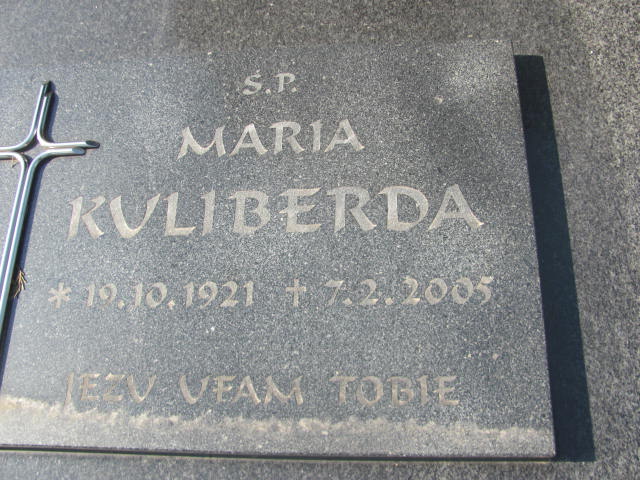 Ś.P.
MARIA
KULIBERDA
* 19.10.1921 + 7.2.2005
JEZU UFAM TOBIE